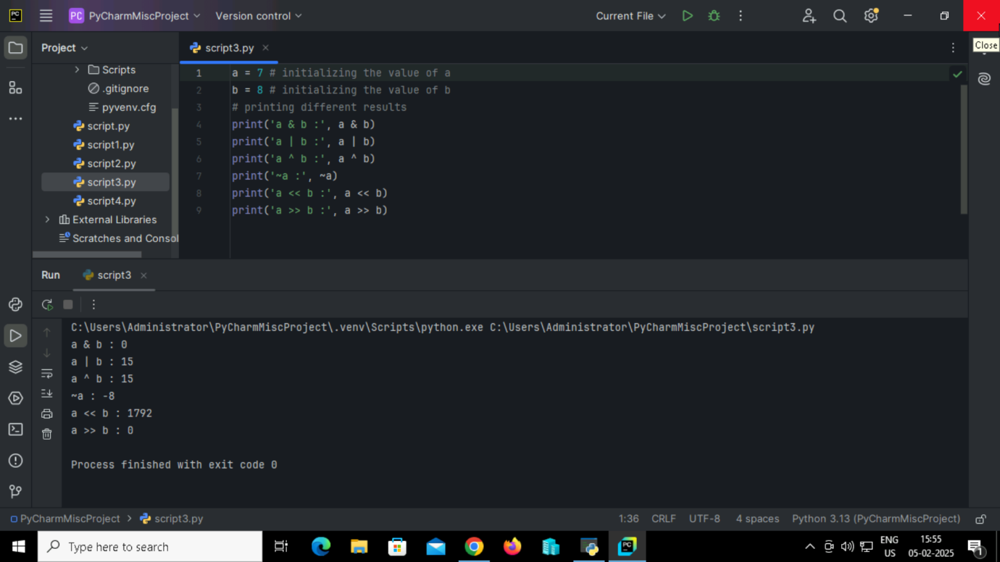 PC
PC PyCharmMiscProject Version control Current File
Project
script3.py
Close
Scripts
.gitignore
pyvenv.cfg
script.py
script1.py
script2.py
script3.py
script4.py
External Libraries
Scratches and Consol
1 a = 7 # initializing the value of a
2 b = 8 # initializing the value of b
3 # printing different results
4 print('a & b :', a & b)
5 print('a | b :', a | b)
6 print('a ^ b :', a ^ b)
7 print('~a :', ~a)
8 print('a << b :', a << b)
9 print('a >> b :', a >> b)
Run script3
C:\Users\Administrator\PyCharmMiscProject\.venv\Scripts\python.exe C:\Users\Administrator\PyCharmMiscProject\script3.py
a & b : 0
a | b : 15
a ^ b : 15
~a : -8
a << b : 1792
a >> b : 0
Process finished with exit code 0
PyCharmMiscProject > script3.py 1:36 CRLF UTF-8 4 spaces Python 3.13 (PyCharmMiscProject)
Type here to search
PC
ENG
US
15:55
05-02-2025
1